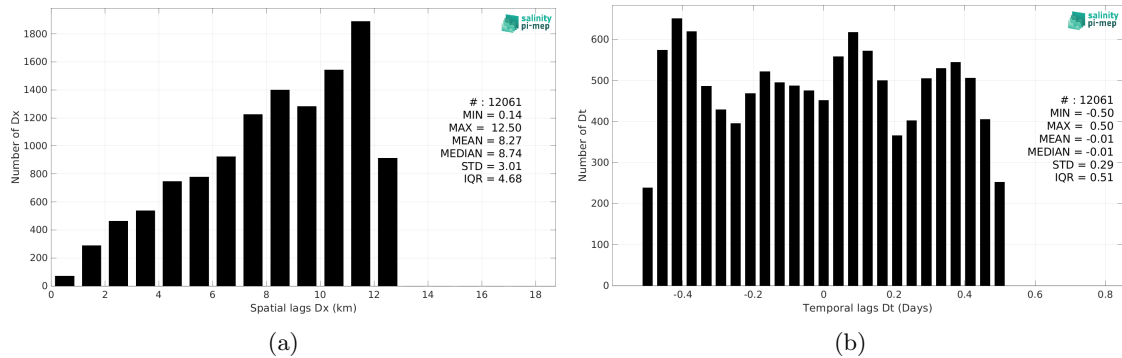 1800
1600
1400
1200
1000
800
600
400
200
0
Number of Dx
0 2 4 6 8 10 12 14 16 18
Spatial lags Dx (km)
salinity
pi-mep
# : 12061
MIN = 0.14
MAX = 12.50
MEAN = 8.27
MEDIAN = 8.74
STD = 3.01
IQR = 4.68
(a)
600
500
400
300
200
100
0
Number of Dt
-0.4 -0.2 0 0.2 0.4 0.6 0.8
Temporal lags Dt (Days)
salinity
pi-mep
# : 12061
MIN = -0.50
MAX = 0.50
MEAN = -0.01
MEDIAN = -0.01
STD = 0.29
IQR = 0.51
(b)